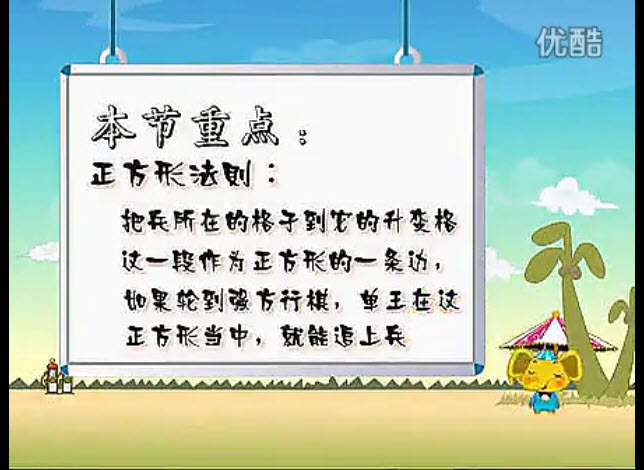 优酷
本节重点：
正方形法则：
把兵所在的格子到它的升变格
这一段作为正方形的一条边，
如果轮到强方行棋，单王在这
正方形当中，就能追上兵